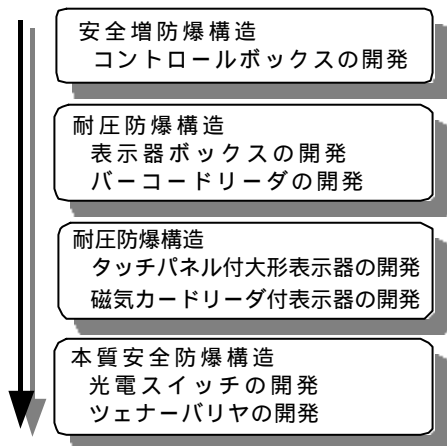 安全増防爆構造
コントロールボックスの開発
耐圧防爆構造
表示器ボックスの開発
バーコードリーダの開発
耐圧防爆構造
タッチパネル付大形表示器の開発
磁気カードリーダ付表示器の開発
本質安全防爆構造
光電スイッチの開発
ツェナーバリヤの開発